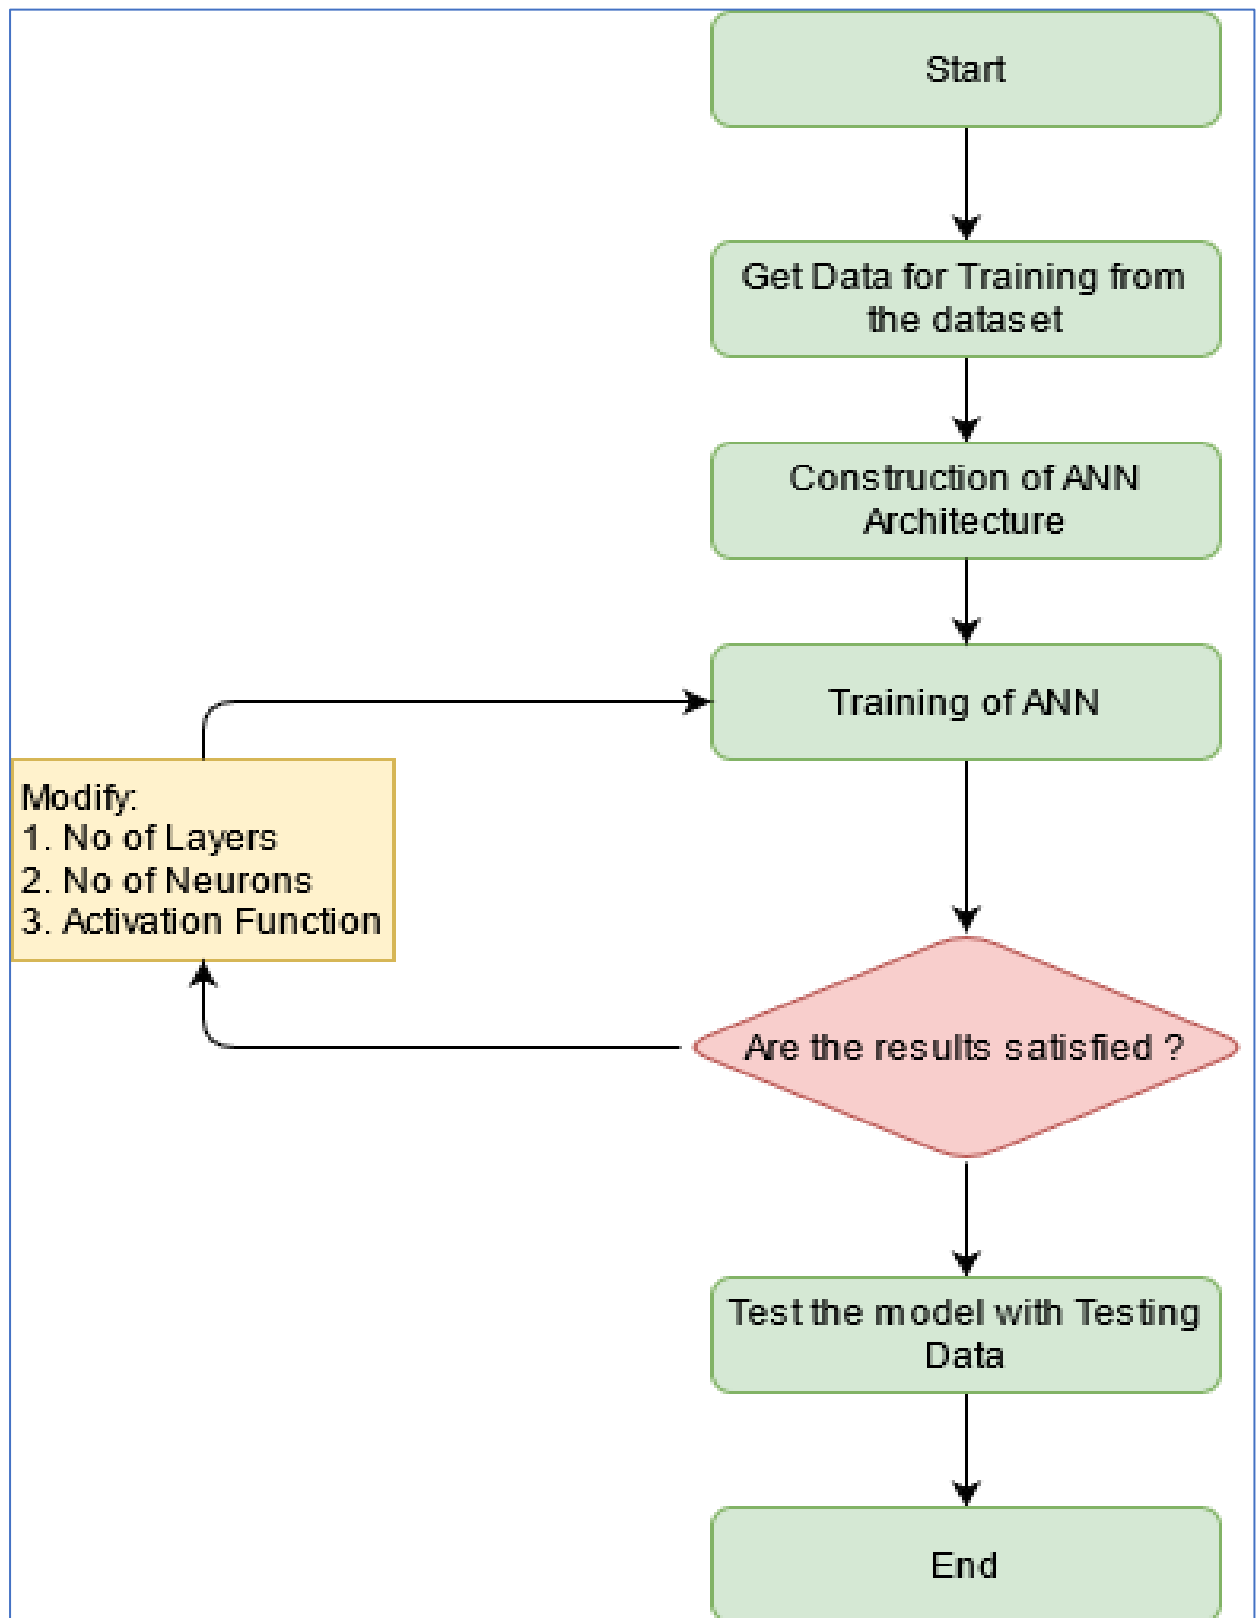 Start
Get Data for Training from
the dataset
Construction of ANN
Architecture
Training of ANN
Modify:
1. No of Layers
2. No of Neurons
3. Activation Function
Are the results satisfied ?
Test the model with Testing
Data
End